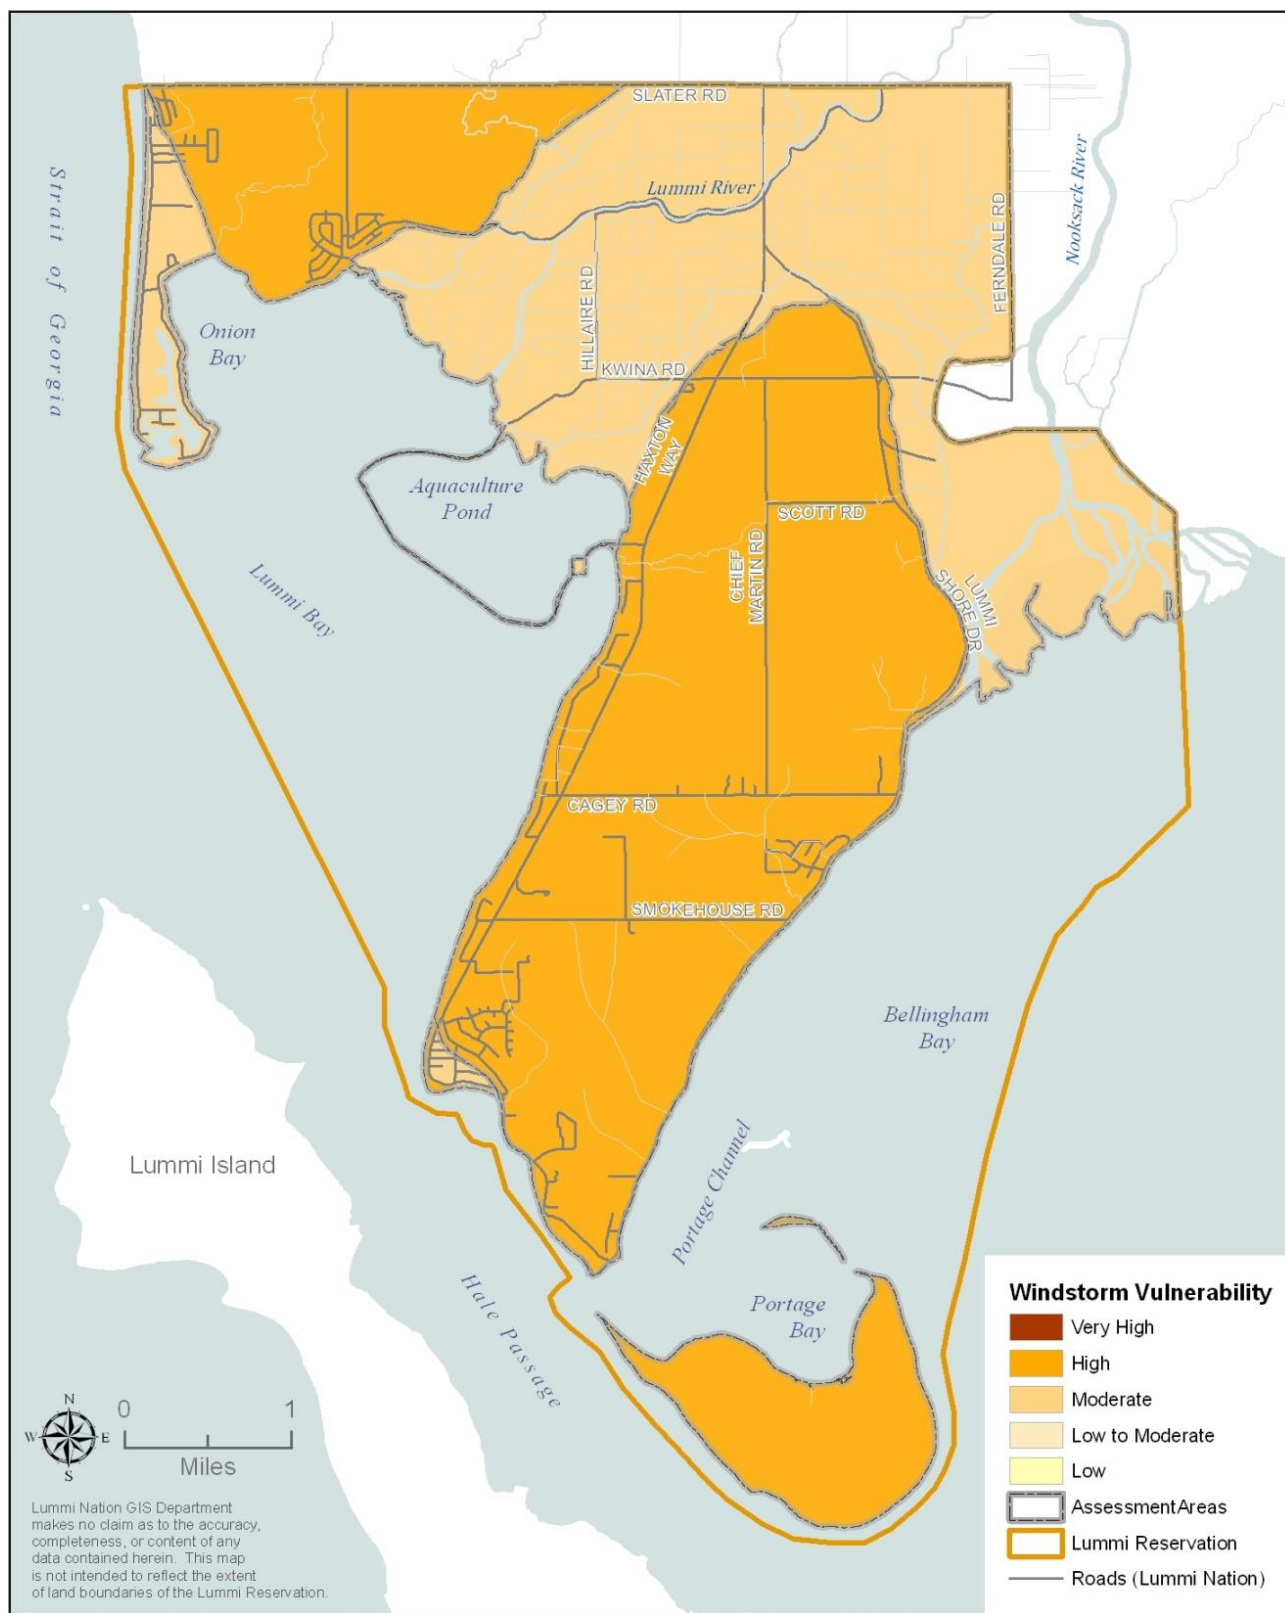 SLATER RD
Strait of Georgia
Lummi River
Nooksack River
FERNDALE RD
HILLAIRE RD
Onion
Bay
KWINA RD
HAXTON
WAY
Aquaculture
Pond
SCOTT RD
CHIEF
MARTIN RD
LUMMI
SHORE DR
Lummi Bay
CAGEY RD
SMOKEHOUSE RD
Bellingham
Bay
Lummi Island
Portage Channel
Hale Passage
Portage
Bay
Windstorm Vulnerability
Very High
High
Moderate
Low to Moderate
Low
AssessmentAreas
Lummi Reservation
Roads (Lummi Nation)
N
W E
S
0 1
Miles
Lummi Nation GIS Department
makes no claim as to the accuracy,
completeness, or content of any
data contained herein. This map
is not intended to reflect the extent
of land boundaries of the Lummi Reservation.